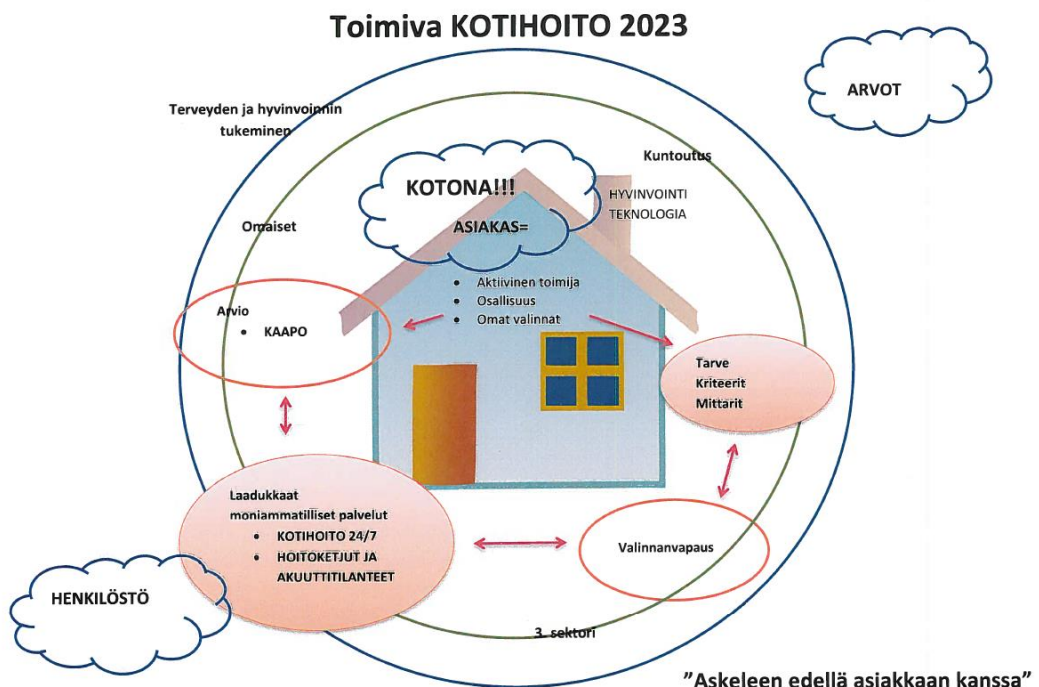 Toimiva KOTIHOITO 2023
ARVOT
Terveyden ja hyvinvoinnin
tukeminen
Kuntoutus
KOTONA!!!
HYVINVOINTI
TEKNOLOGIA
Omaiset
ASIAKAS=
• Aktiivinen toimija
• Osallisuus
• Omat valinnat
Arvio
• KAAPO
Tarve
Kriteerit
Mittarit
Laadukkaat
moniammatilliset palvelut
• KOTIHOITO 24/7
• HOITOKETJUT JA
AKUUTTITILANTEET
Valinnanvapaus
HENKILÖSTÖ
3. sektori
"Askeleen edellä asiakkaan kanssa"